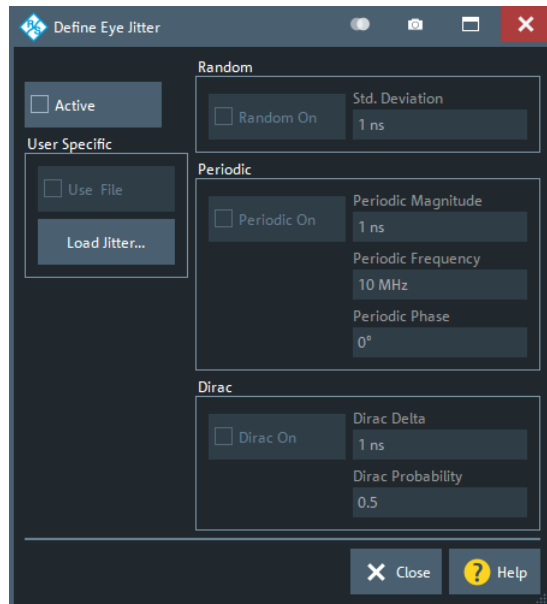 Define Eye Jitter
Active
User Specific
Use File
Load Jitter...
Random
Random On
Std. Deviation
1 ns
Periodic
Periodic On
Periodic Magnitude
1 ns
Periodic Frequency
10 MHz
Periodic Phase
0°
Dirac
Dirac On
Dirac Delta
1 ns
Dirac Probability
0.5
Close
? Help